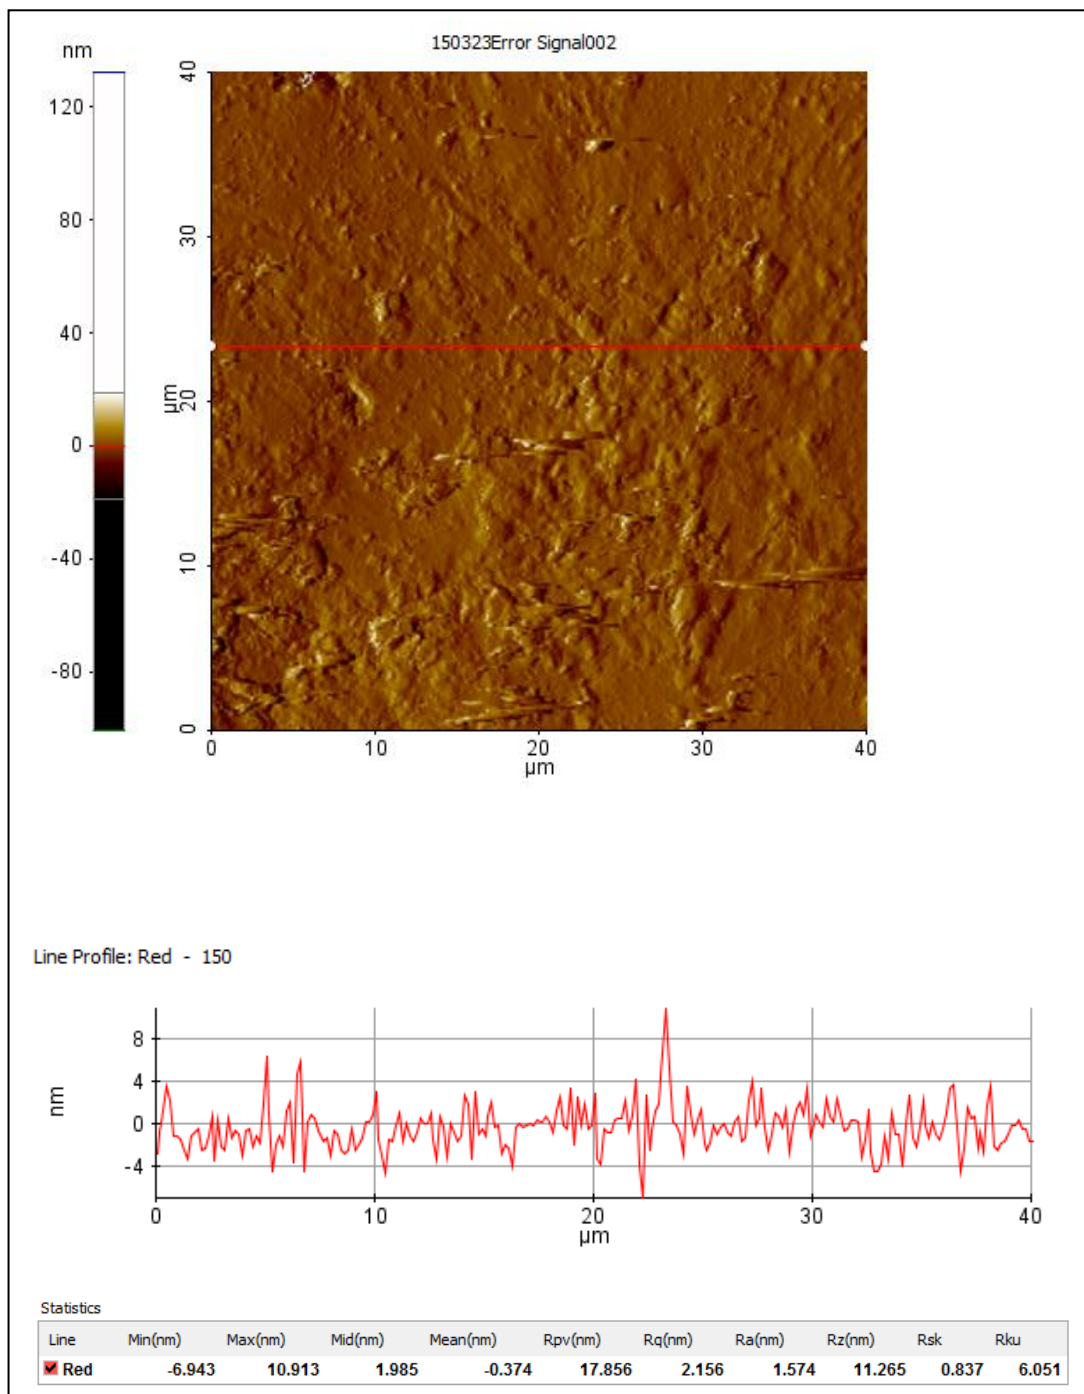 150323Error Signal002
nm
120
80
40
0
-40
-80
40
30
20
10
0
µm
0 10 20 30 40
µm
Line Profile: Red - 150
8
4
0
-4
nm
0 10 20 30 40
µm
Statistics
Line Min(nm) Max(nm) Mid(nm) Mean(nm) Rpv(nm) Rq(nm) Ra(nm) Rz(nm) Rsk Rku
Red -6.943 10.913 1.985 -0.374 17.856 2.156 1.574 11.265 0.837 6.051